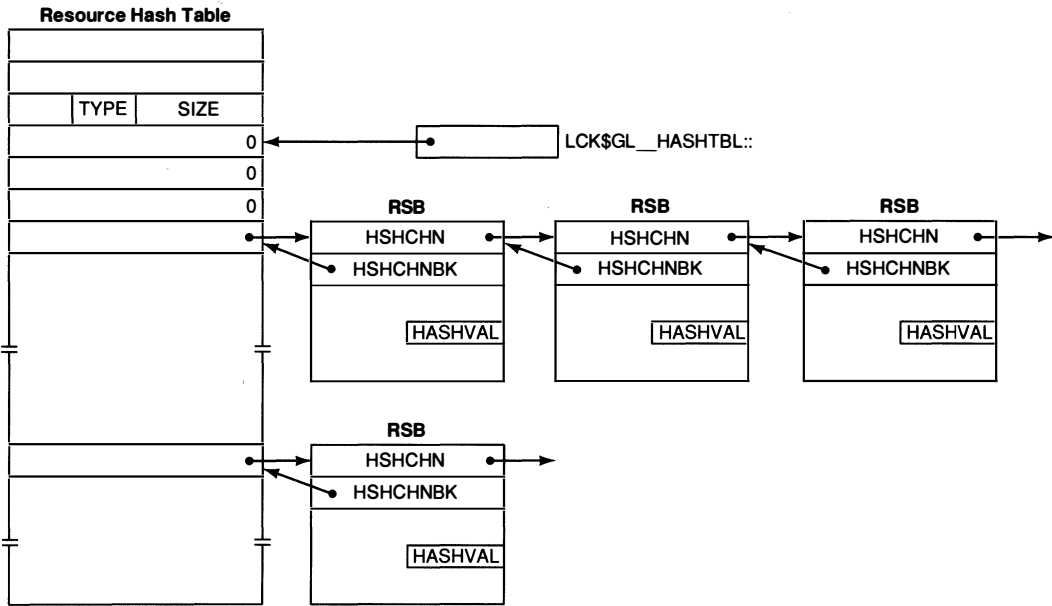 Resource Hash Table
TYPE SIZE
0 LCK$GL__HASHTBL::
0
0
RSB RSB RSB
HSHCHN HSHCHN HSHCHN
HSHCHNBK HSHCHNBK HSHCHNBK
HASHVAL HASHVAL HASHVAL
RSB
HSHCHN
HSHCHNBK
HASHVAL